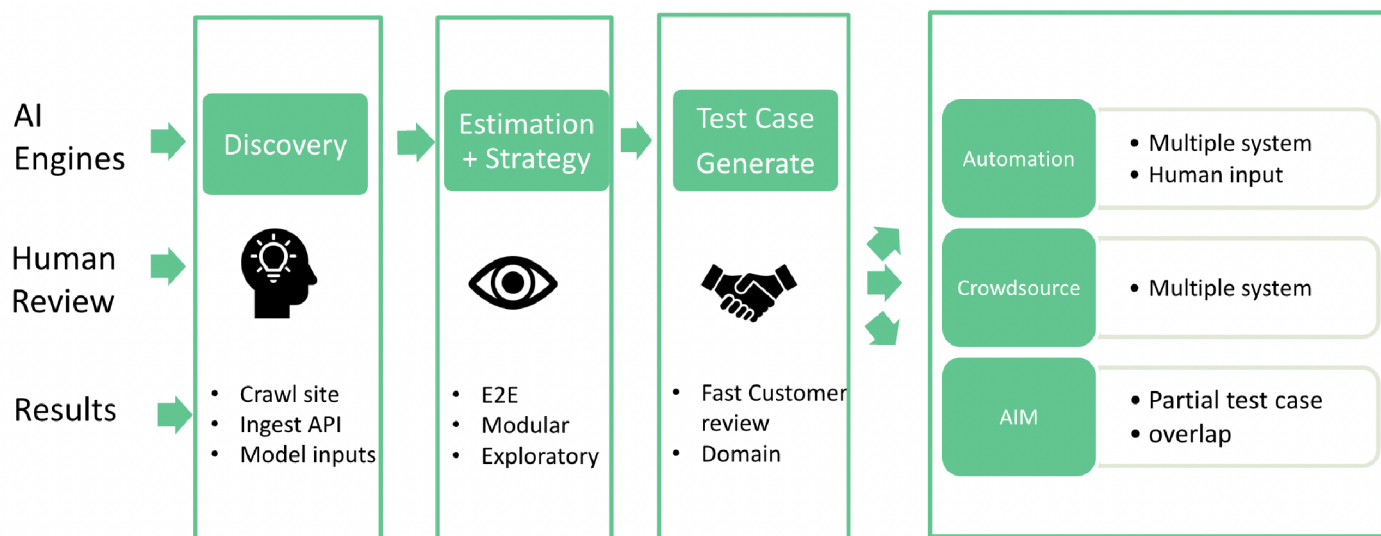 AI
Engines
Human
Review
Results
Discovery
• Crawl site
• Ingest API
• Model inputs
Estimation
+ Strategy
• E2E
• Modular
• Exploratory
Test Case
Generate
• Fast Customer
review
• Domain
Automation
• Multiple system
• Human input
Crowdsource
• Multiple system
AIM
• Partial test case
• overlap